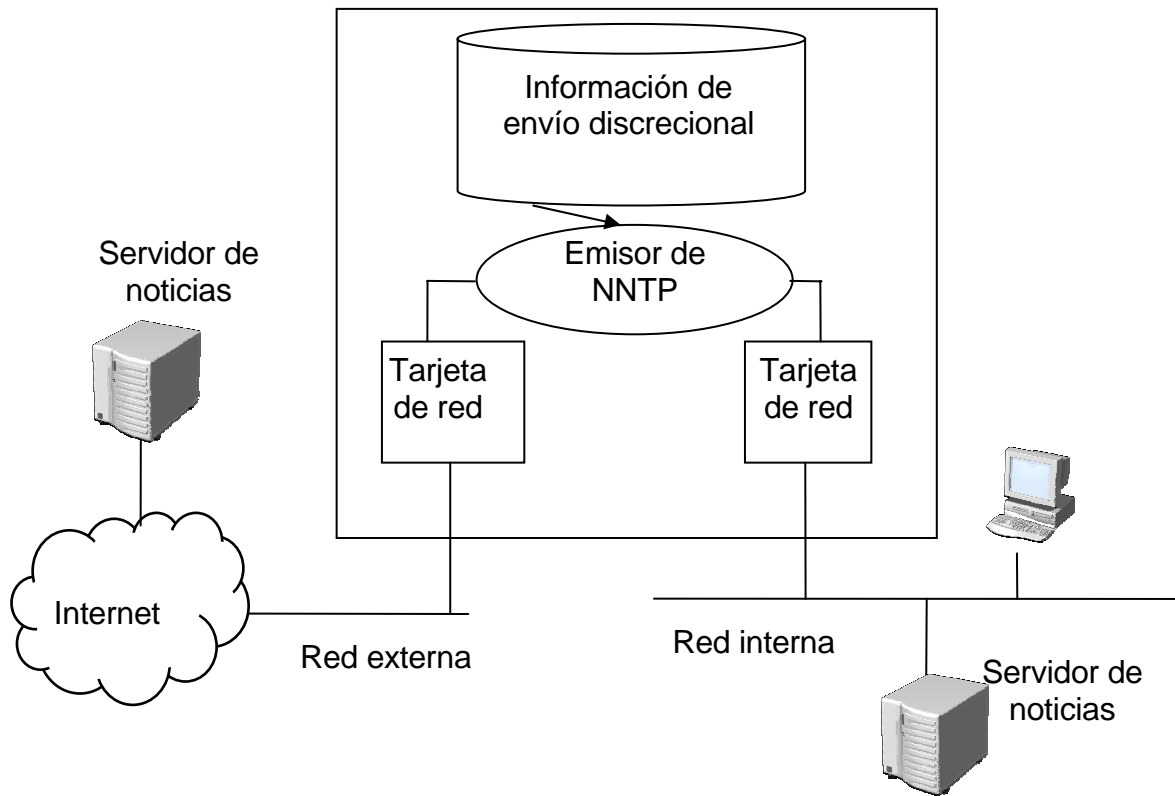 Información de
envío discrecional
Emisor de
NNTP
Servidor de
noticias
Tarjeta
de red
Tarjeta
de red
Internet
Red externa
Red interna
Servidor de
noticias